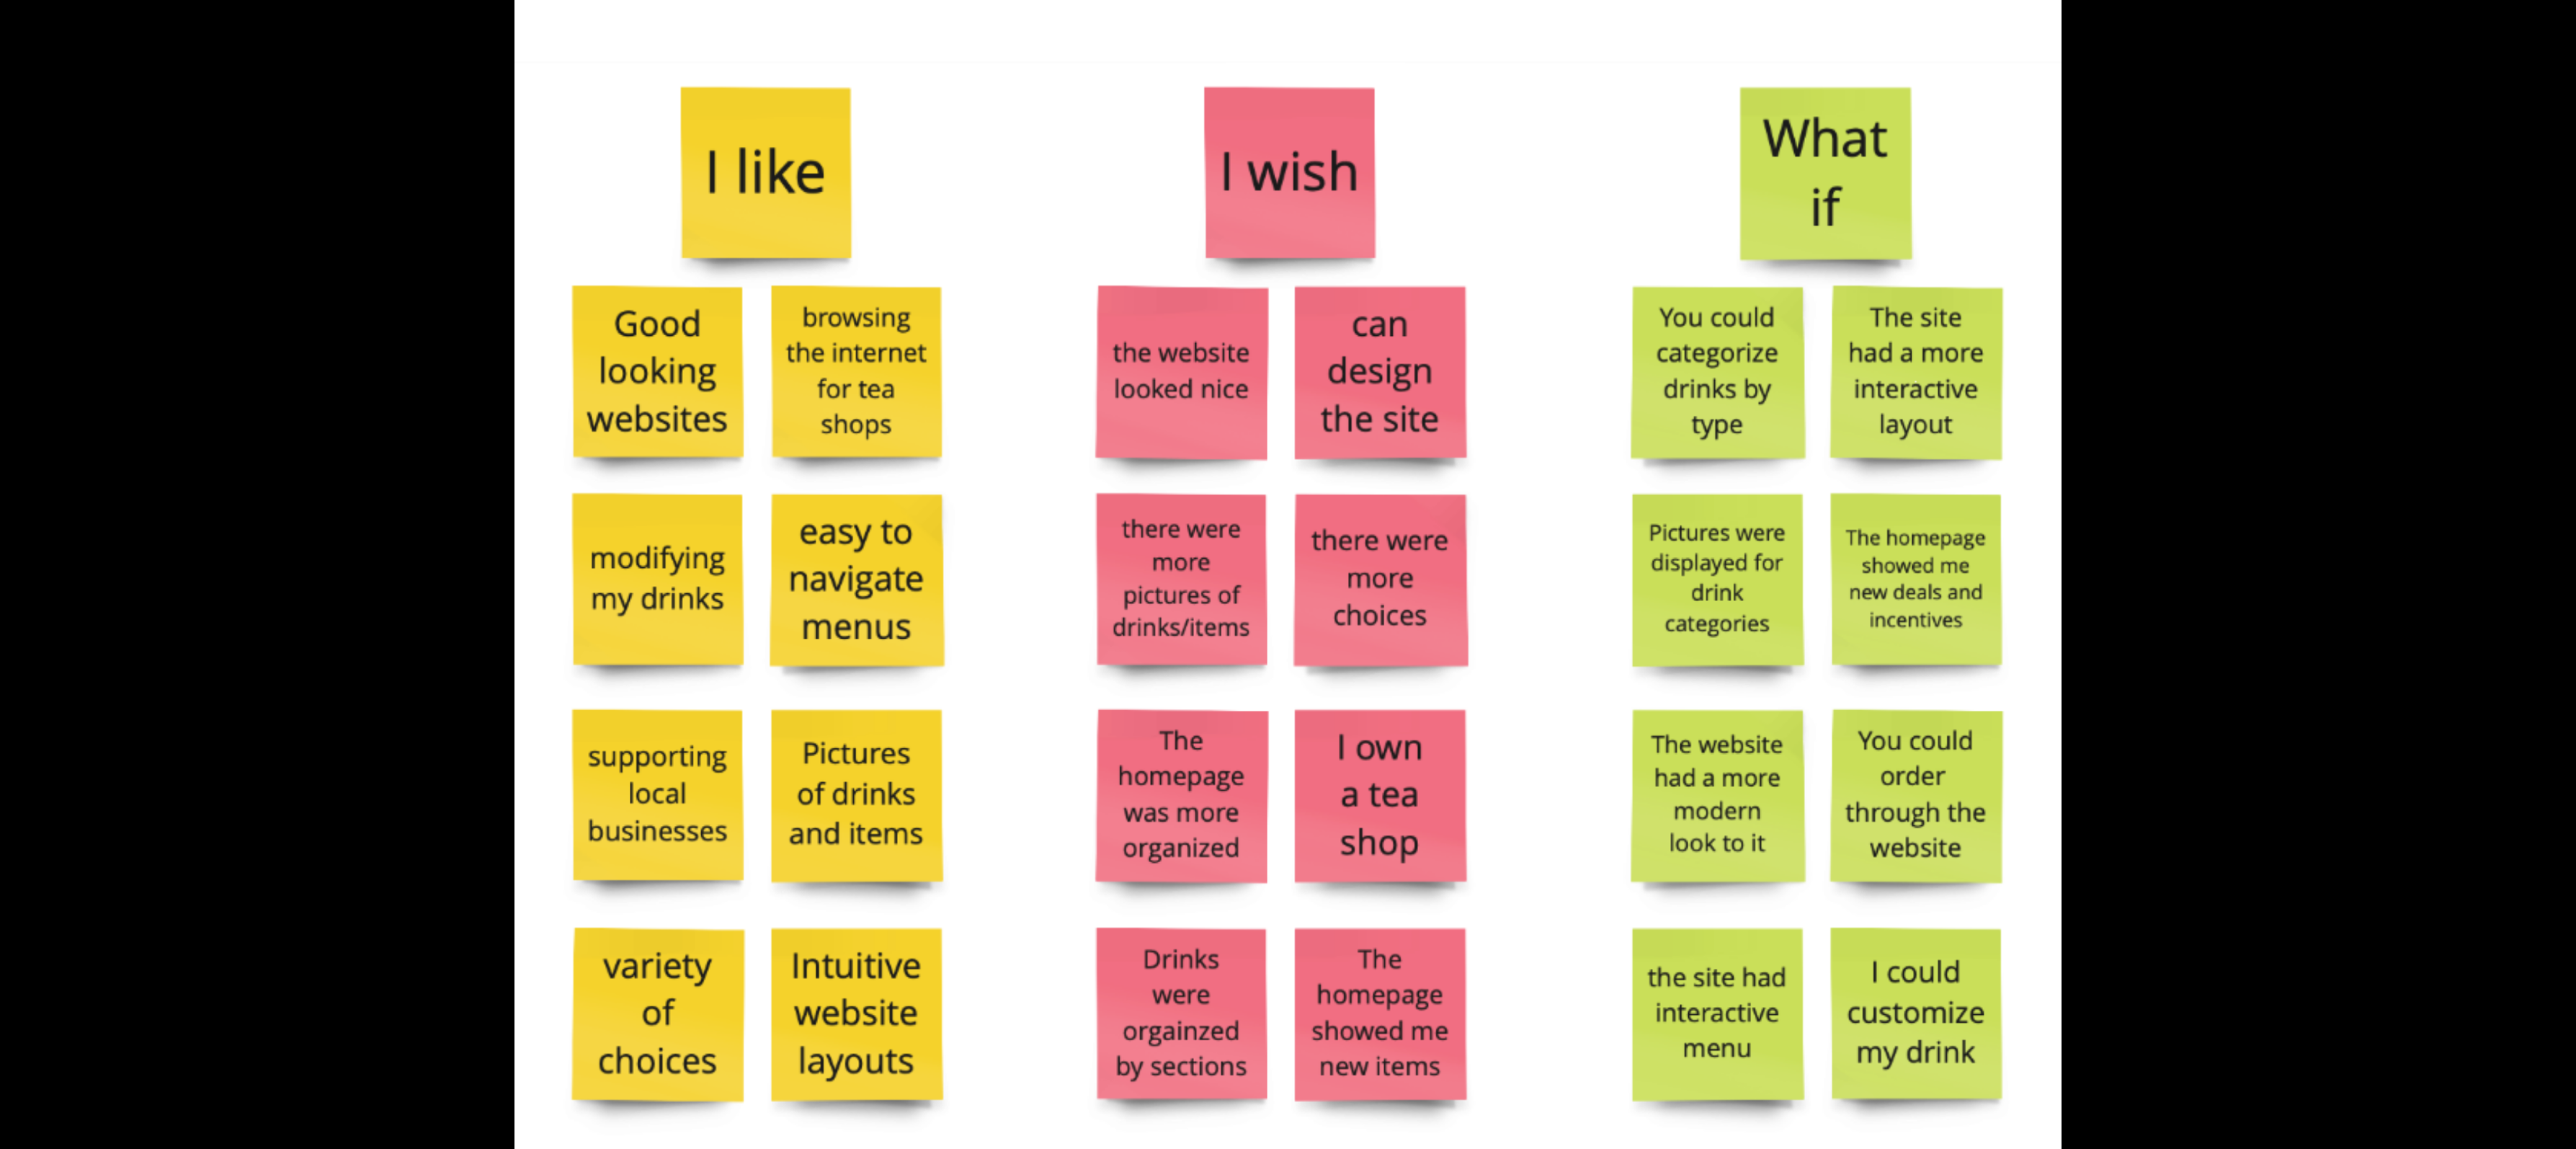 I like
Good
looking
websites
browsing
the internet
for tea
shops
modifying
my drinks
easy to
navigate
menus
supporting
local
businesses
Pictures
of drinks
and items
variety
of
choices
Intuitive
website
layouts
I wish
the website
looked nice
can
design
the site
there were
more
pictures of
drinks/items
there were
more
choices
The
homepage
was more
organized
I own
a tea
shop
Drinks
were
orgainzed
by sections
The
homepage
showed me
new items
What
if
You could
categorize
drinks by
type
The site
had a more
interactive
layout
Pictures were
displayed for
drink
categories
The homepage
showed me
new deals and
incentives
The website
had a more
modern
look to it
You could
order
through the
website
the site had
interactive
menu
I could
customize
my drink